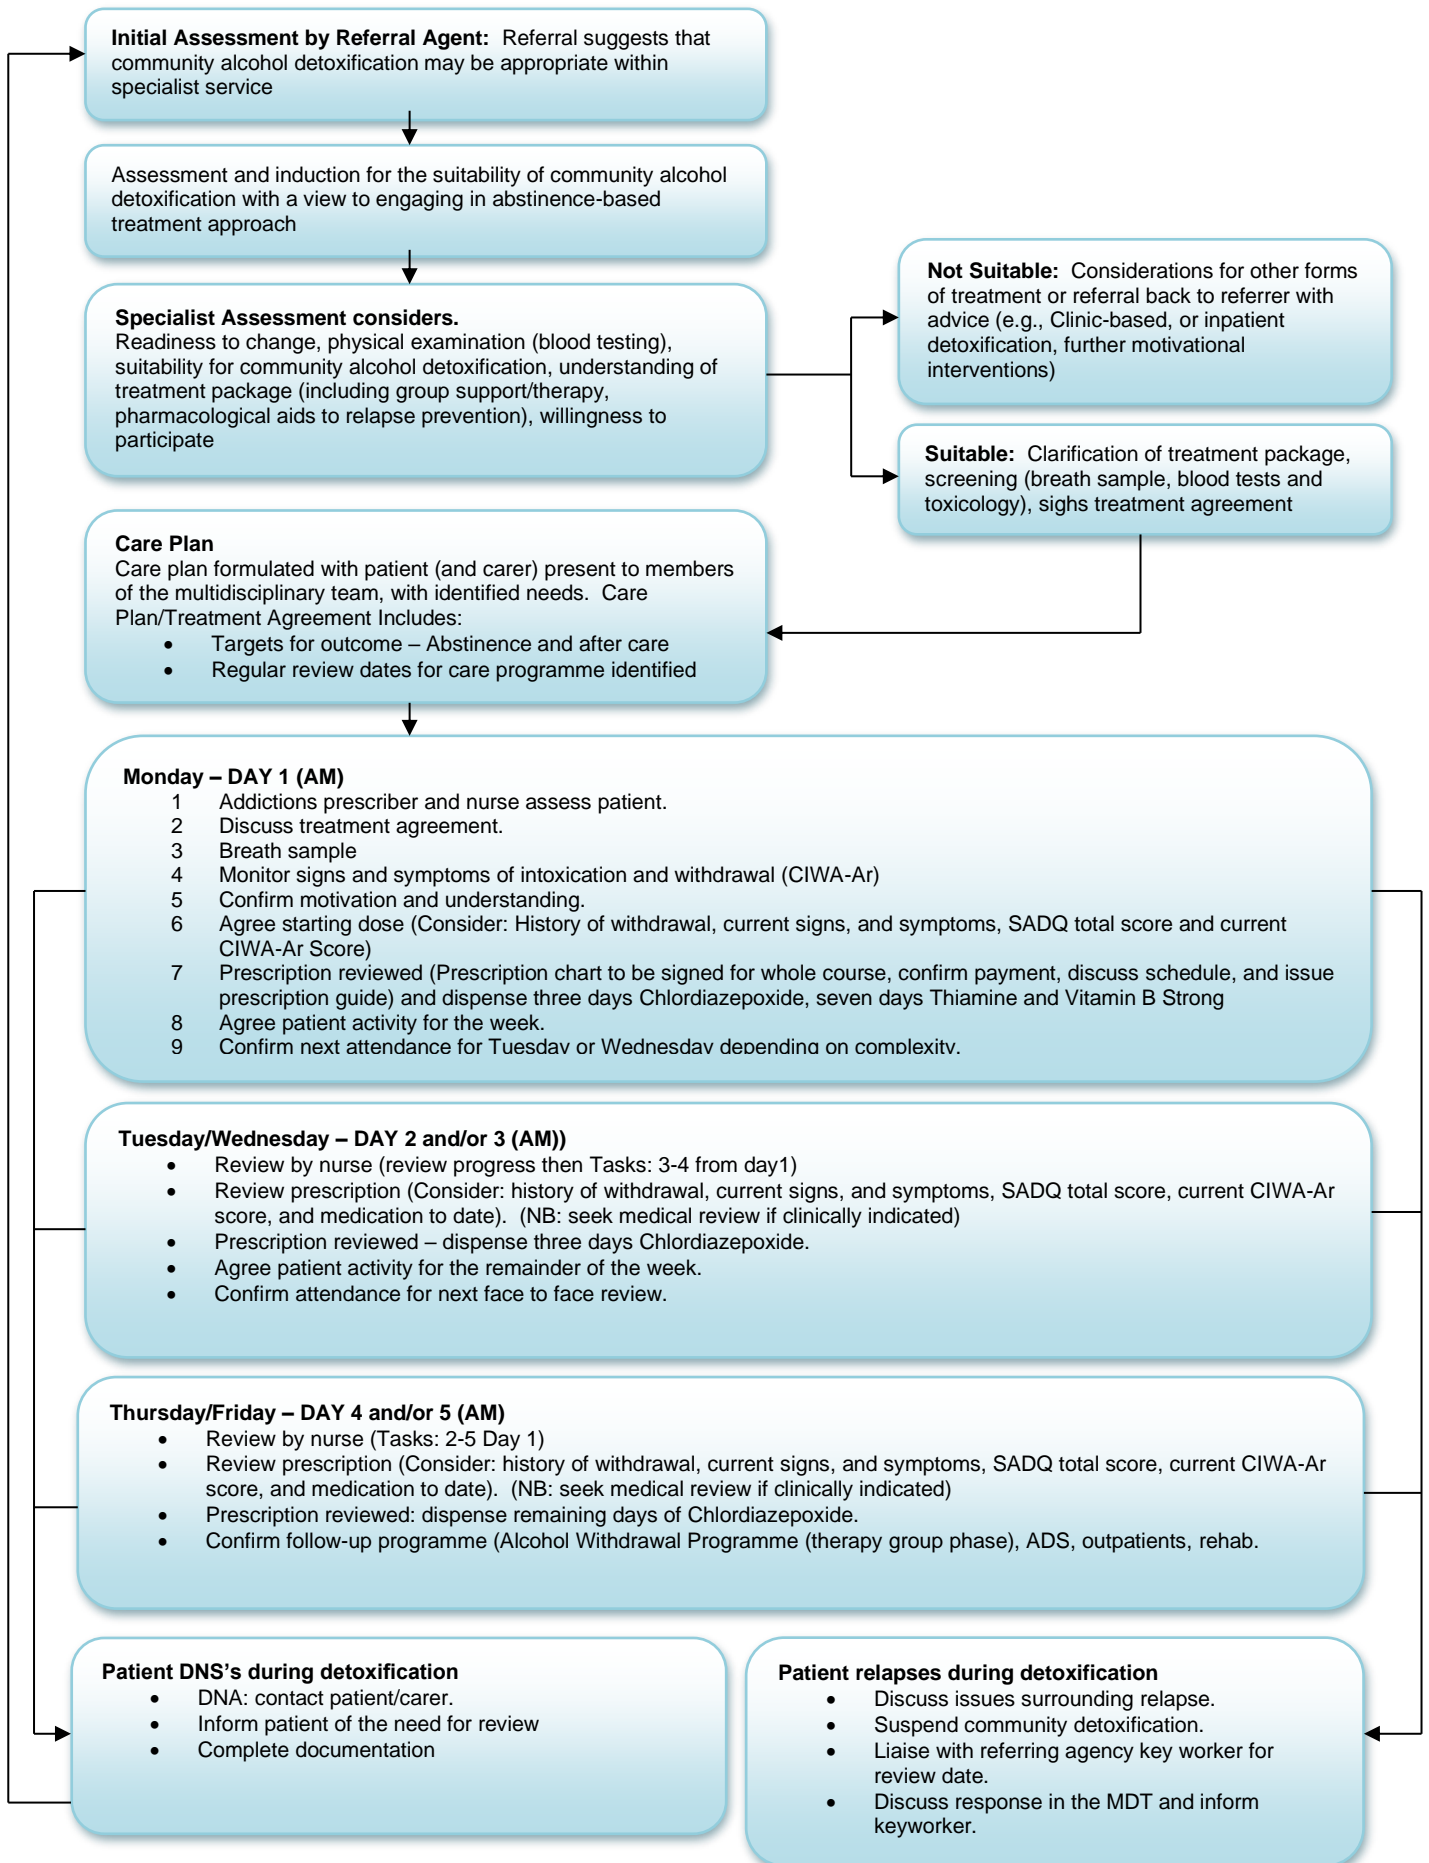 Initial Assessment by Referral Agent: Referral suggests that
community alcohol detoxification may be appropriate within
specialist service
Assessment and induction for the suitability of community alcohol
detoxification with a view to engaging in abstinence-based
treatment approach
Specialist Assessment considers.
Readiness to change, physical examination (blood testing),
suitability for community alcohol detoxification, understanding of
treatment package (including group support/therapy,
pharmacological aids to relapse prevention), willingness to
participate
Not Suitable: Considerations for other forms
of treatment or referral back to referrer with
advice (e.g., Clinic-based, or inpatient
detoxification, further motivational
interventions)
Suitable: Clarification of treatment package,
screening (breath sample, blood tests and
toxicology), sighs treatment agreement
Care Plan
Care plan formulated with patient (and carer) present to members
of the multidisciplinary team, with identified needs. Care
Plan/Treatment Agreement Includes:
• Targets for outcome – Abstinence and after care
• Regular review dates for care programme identified
Monday – DAY 1 (AM)
1 Addictions prescriber and nurse assess patient.
2 Discuss treatment agreement.
3 Breath sample
4 Monitor signs and symptoms of intoxication and withdrawal (CIWA-Ar)
5 Confirm motivation and understanding.
6 Agree starting dose (Consider: History of withdrawal, current signs, and symptoms, SADQ total score and current
CIWA-Ar Score)
7 Prescription reviewed (Prescription chart to be signed for whole course, confirm payment, discuss schedule, and issue
prescription guide) and dispense three days Chlordiazepoxide, seven days Thiamine and Vitamin B Strong
8 Agree patient activity for the week.
9 Confirm next attendance for Tuesday or Wednesday depending on complexity.
Tuesday/Wednesday – DAY 2 and/or 3 (AM))
• Review by nurse (review progress then Tasks: 3-4 from day1)
• Review prescription (Consider: history of withdrawal, current signs, and symptoms, SADQ total score, current CIWA-Ar
score, and medication to date). (NB: seek medical review if clinically indicated)
• Prescription reviewed – dispense three days Chlordiazepoxide.
• Agree patient activity for the remainder of the week.
• Confirm attendance for next face to face review.
Thursday/Friday – DAY 4 and/or 5 (AM)
• Review by nurse (Tasks: 2-5 Day 1)
• Review prescription (Consider: history of withdrawal, current signs, and symptoms, SADQ total score, current CIWA-Ar
score, and medication to date). (NB: seek medical review if clinically indicated)
• Prescription reviewed: dispense remaining days of Chlordiazepoxide.
• Confirm follow-up programme (Alcohol Withdrawal Programme (therapy group phase), ADS, outpatients, rehab.
Patient DNS's during detoxification
• DNA: contact patient/carer.
• Inform patient of the need for review
• Complete documentation
Patient relapses during detoxification
• Discuss issues surrounding relapse.
• Suspend community detoxification.
• Liaise with referring agency key worker for
review date.
• Discuss response in the MDT and inform
keyworker.